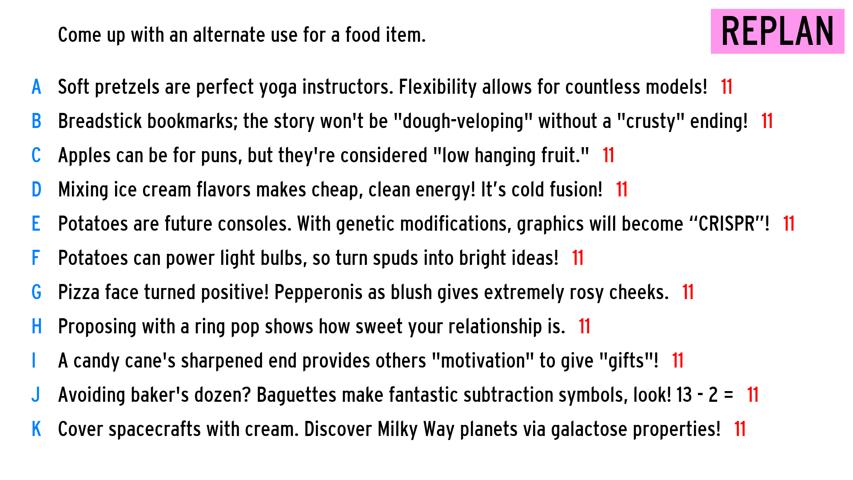 Come up with an alternate use for a food item.
REPLAN
A Soft pretzels are perfect yoga instructors. Flexibility allows for countless models! 11
B Breadstick bookmarks; the story won't be "dough-veloping" without a "crusty" ending! 11
C Apples can be for puns, but they're considered "low hanging fruit." 11
D Mixing ice cream flavors makes cheap, clean energy! It’s cold fusion! 11
E Potatoes are future consoles. With genetic modifications, graphics will become “CRISPR”! 11
F Potatoes can power light bulbs, so turn spuds into bright ideas! 11
G Pizza face turned positive! Pepperonis as blush gives extremely rosy cheeks. 11
H Proposing with a ring pop shows how sweet your relationship is. 11
I A candy cane's sharpened end provides others "motivation" to give "gifts"! 11
J Avoiding baker's dozen? Baguettes make fantastic subtraction symbols, look! 13 - 2 = 11
K Cover spacecrafts with cream. Discover Milky Way planets via galactose properties! 11